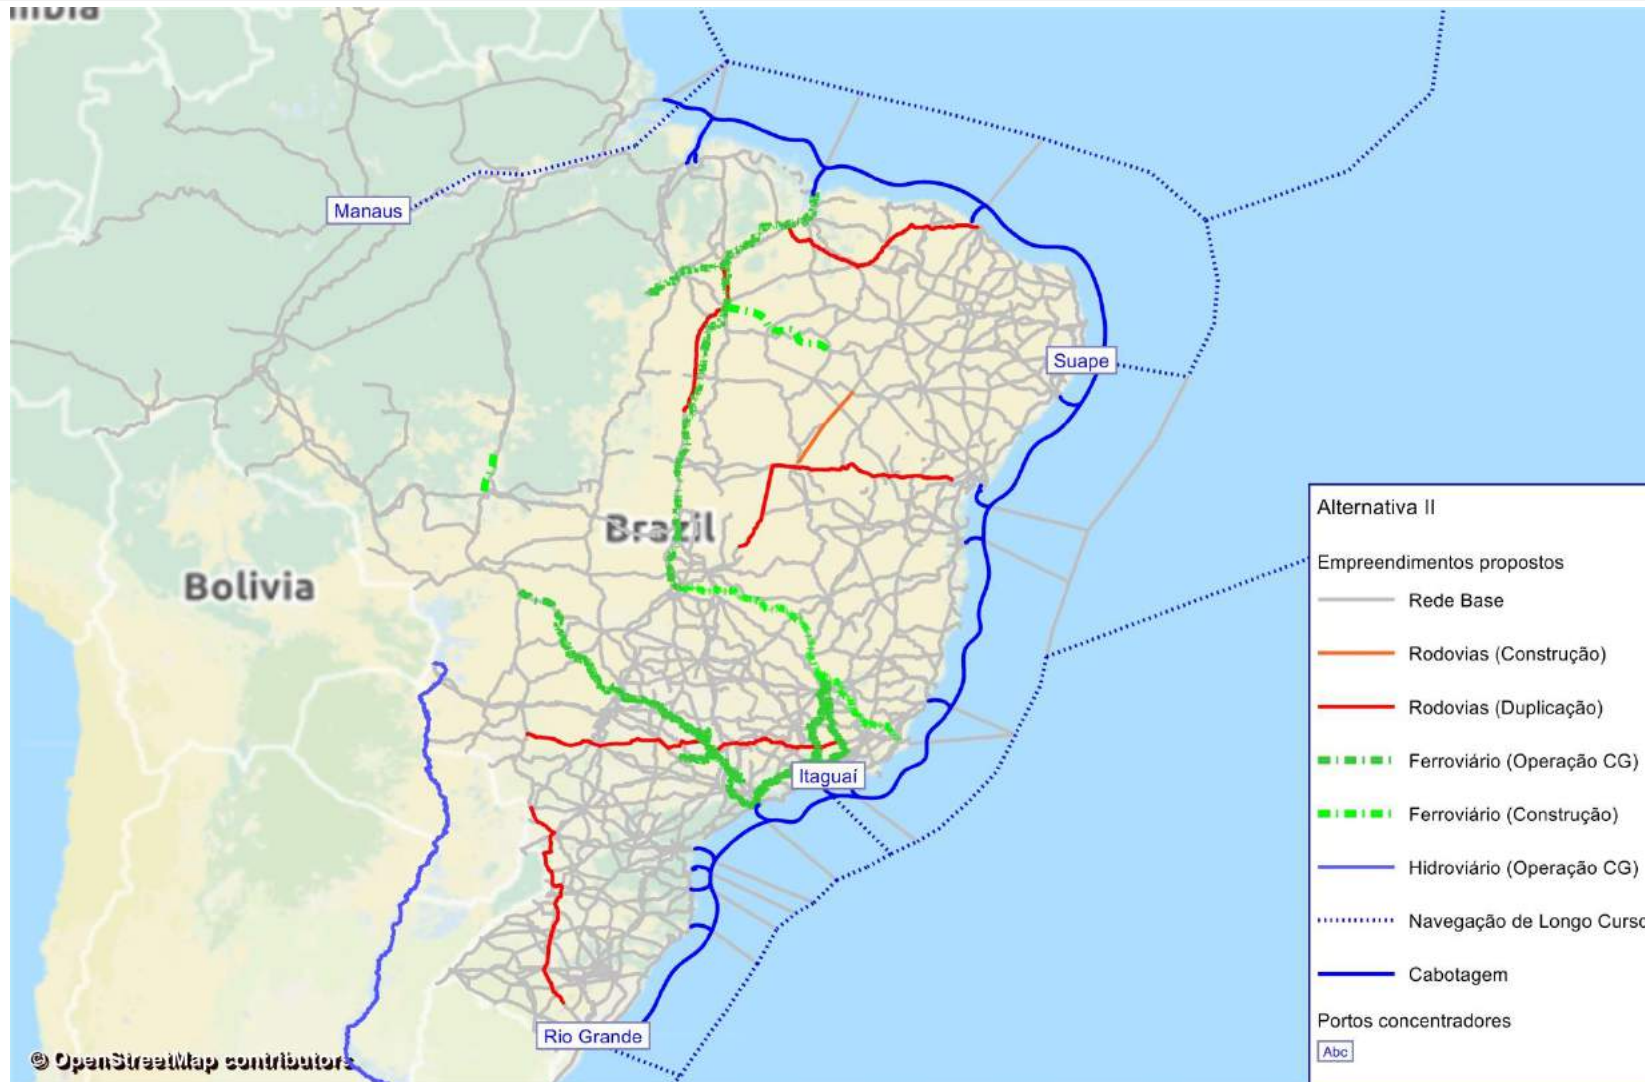 Manaus
Suape
Brazil
Bolivia
Itaguaí
Rio Grande
© OpenStreetMap contributors
Alternativa II
Empreendimentos propostos
Rede Base
Rodovias (Construção)
Rodovias (Duplicação)
Ferroviário (Operação CG)
Ferroviário (Construção)
Hidroviário (Operação CG)
Navegação de Longo Curso
Cabotagem
Portos concentradores
Abc